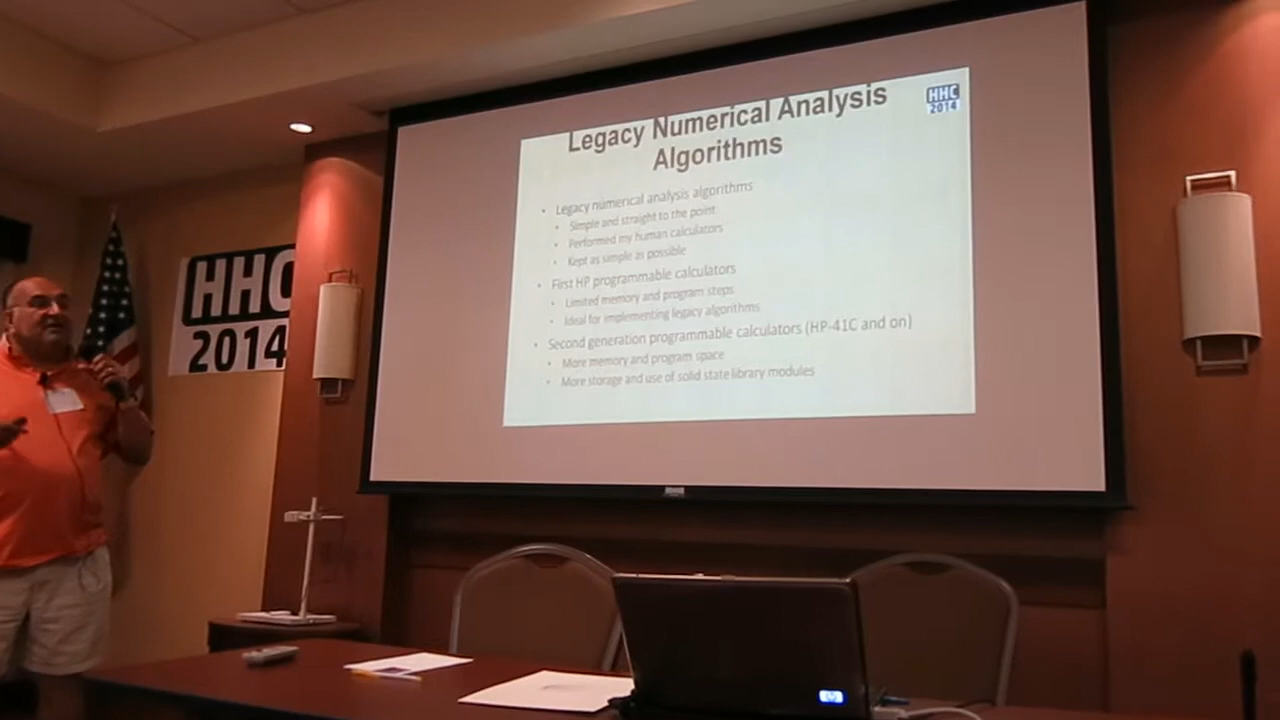 Legacy Numerical Analysis
Algorithms
HHC
2014
• Legacy numerical analysis algorithms
• Simple and straight to the point
• Performed my human calculators
• Kept as simple as possible
• First HP programmable calculators
• Limited memory and program steps
• Ideal for implementing legacy algorithms
• Second generation programmable calculators (HP-41C and on)
• More memory and program space
• More storage and use of solid state library modules
HHC
2014
hp